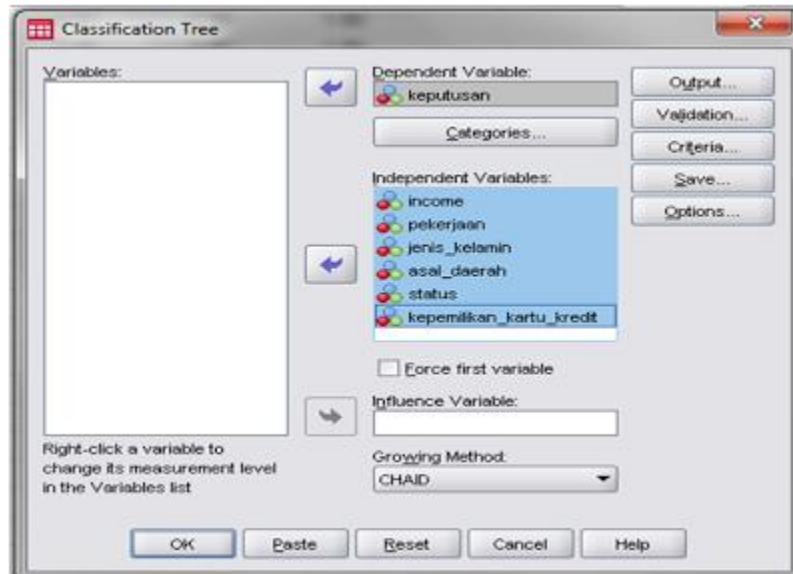 Classification Tree
Variables:
Right-click a variable to
change its measurement level
in the Variables list
Dependent Variable:
keputusan
Categories...
Independent Variables:
income
pekerjaan
jenis_kelamin
asal_daerah
status
kepemilikan_kartu_kredit
Force first variable
Influence Variable:
Growing Method:
CHAID
Output...
Validation...
Criteria...
Save...
Options...
OK
Paste
Reset
Cancel
Help